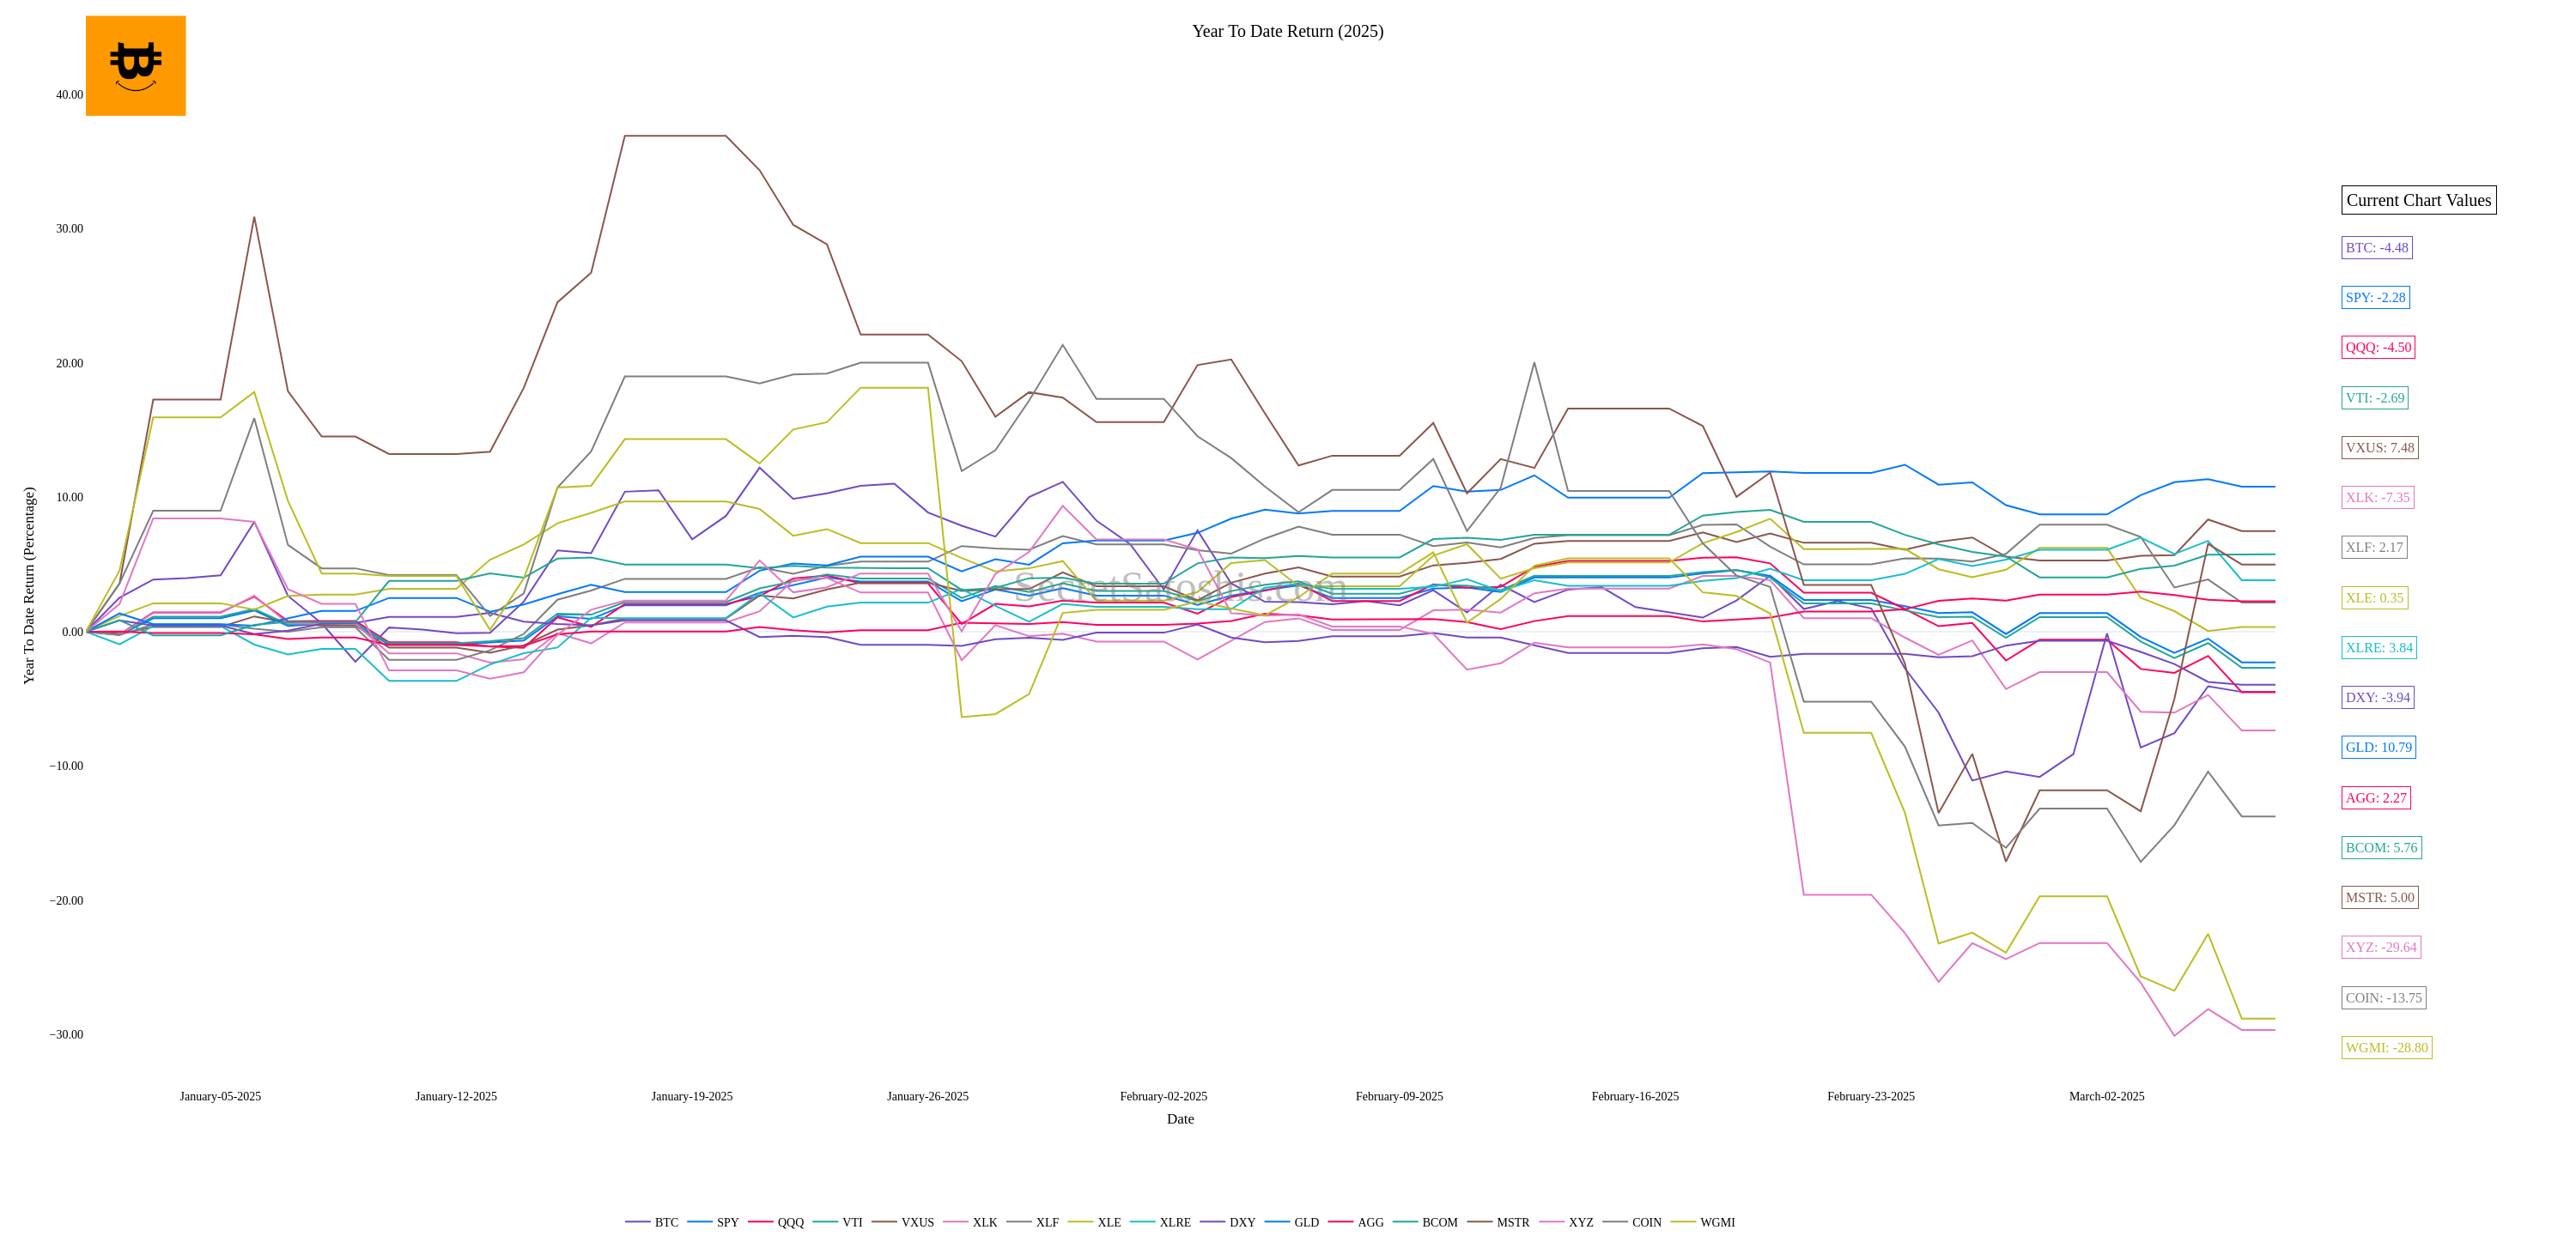 Year To Date Return (2025)
40.00
30.00
20.00
10.00
0.00
−10.00
−20.00
−30.00
Year To Date Return (Percentage)
SecretSatoshis.com
Current Chart Values
BTC: -4.48
SPY: -2.28
QQQ: -4.50
VTI: -2.69
VXUS: 7.48
XLK: -7.35
XLF: 2.17
XLE: 0.35
XLRE: 3.84
DXY: -3.94
GLD: 10.79
AGG: 2.27
BCOM: 5.76
MSTR: 5.00
XYZ: -29.64
COIN: -13.75
WGMI: -28.80
January-05-2025 January-12-2025 January-19-2025 January-26-2025 February-02-2025 February-09-2025 February-16-2025 February-23-2025 March-02-2025
Date
BTC SPY QQQ VTI VXUS XLK XLF XLE XLRE DXY GLD AGG BCOM MSTR XYZ COIN WGMI